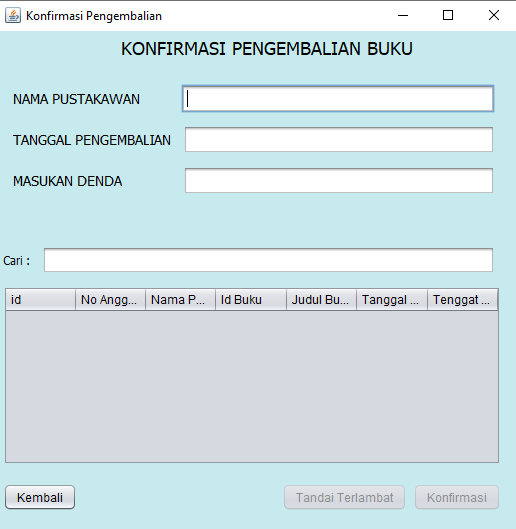 Konfirmasi Pengembalian
KONFIRMASI PENGEMBALIAN BUKU
NAMA PUSTAKAWAN
TANGGAL PENGEMBALIAN
MASUKAN DENDA
Cari :
id No Angg... Nama P... Id Buku Judul Bu... Tanggal ... Tenggat ...
Kembali Tandai Terlambat Konfirmasi